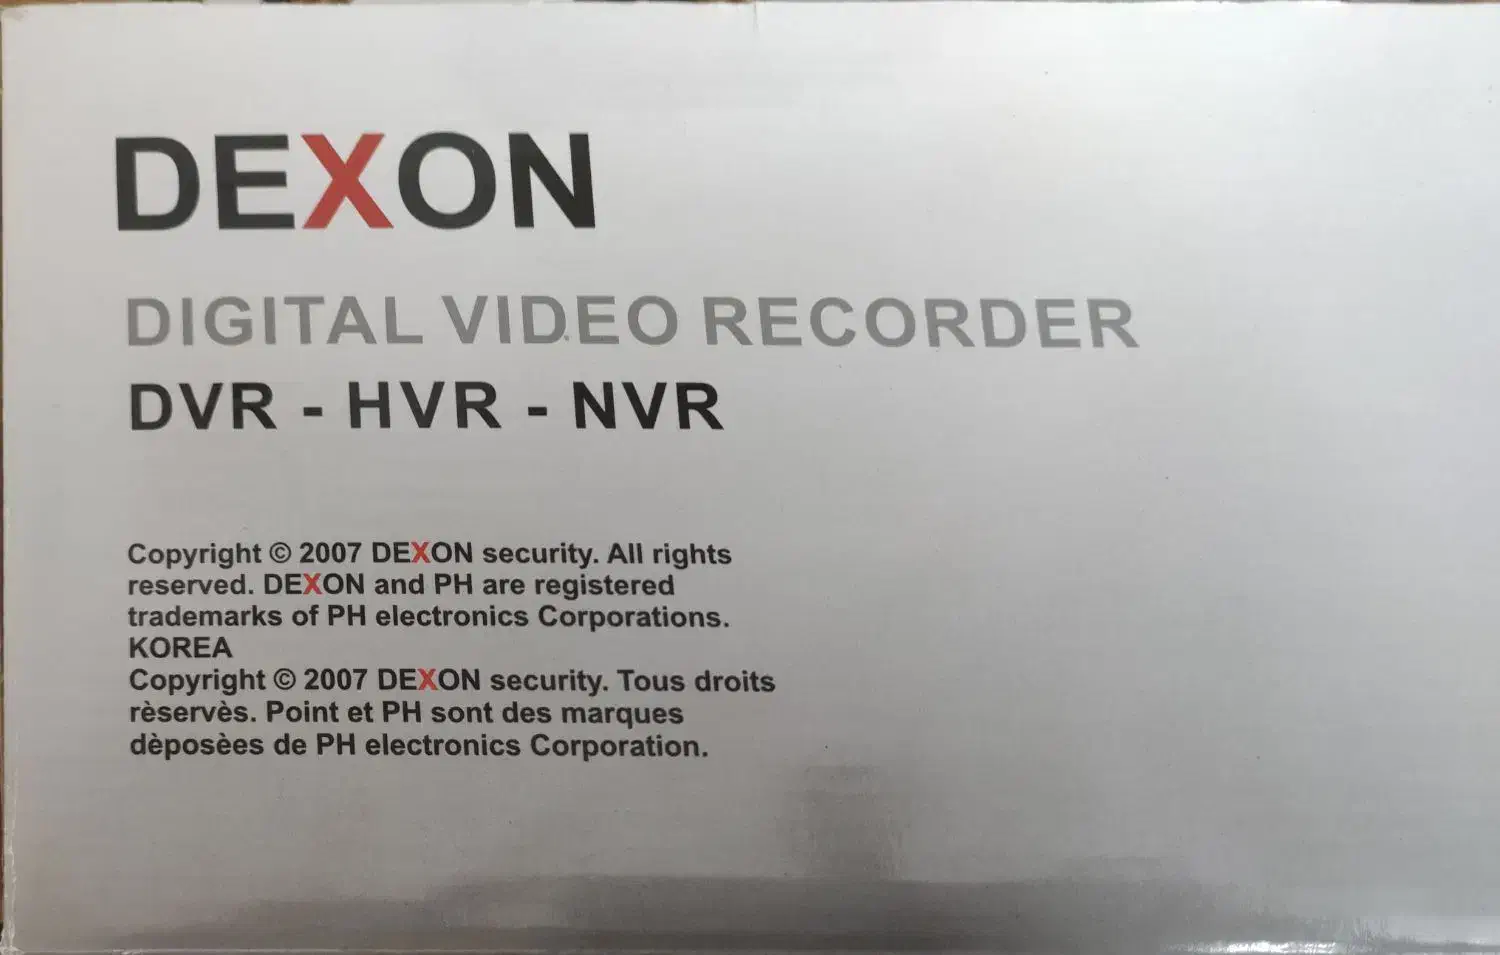 DEXON
DIGITAL VIDEO RECORDER
DVR - HVR - NVR
Copyright © 2007 DEXON security. All rights
reserved. DEXON and PH are registered
trademarks of PH electronics Corporations.
KOREA
Copyright © 2007 DEXON security. Tous droits
rèservès. Point et PH sont des marques
dèposèes de PH electronics Corporation.